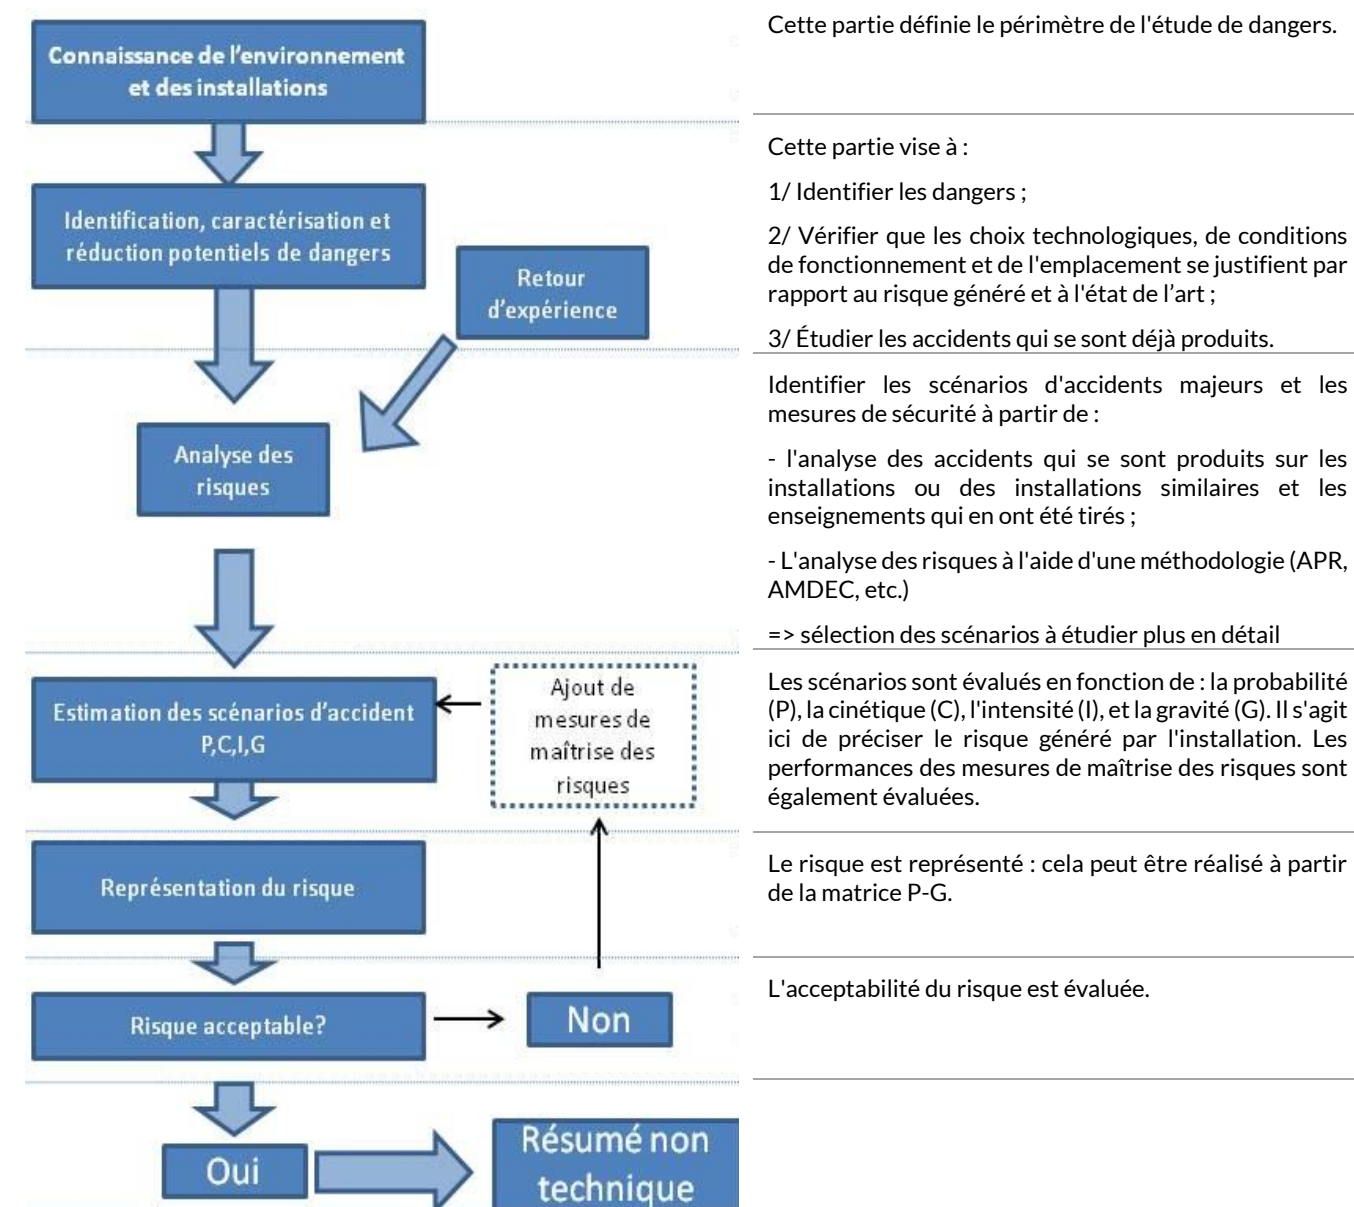 Connaissance de l'environnement
et des installations
Cette partie définie le périmètre de l'étude de dangers.
Identification, caractérisation et
réduction potentiels de dangers
Retour
d'expérience
Cette partie vise à :
1/ Identifier les dangers ;
2/ Vérifier que les choix technologiques, de conditions
de fonctionnement et de l'emplacement se justifient par
rapport au risque généré et à l'état de l’art ;
3/ Étudier les accidents qui se sont déjà produits.
Analyse des
risques
Identifier les scénarios d'accidents majeurs et les
mesures de sécurité à partir de :
- l'analyse des accidents qui se sont produits sur les
installations ou des installations similaires et les
enseignements qui en ont été tirés ;
- L'analyse des risques à l'aide d'une méthodologie (APR,
AMDEC, etc.)
=> sélection des scénarios à étudier plus en détail
Estimation des scénarios d'accident
P,C,I,G
Ajout de
mesures de
maîtrise des
risques
Les scénarios sont évalués en fonction de : la probabilité
(P), la cinétique (C), l'intensité (I), et la gravité (G). Il s'agit
ici de préciser le risque généré par l'installation. Les
performances des mesures de maîtrise des risques sont
également évaluées.
Représentation du risque
Le risque est représenté : cela peut être réalisé à partir
de la matrice P-G.
Risque acceptable?
Non
L'acceptabilité du risque est évaluée.
Oui
Résumé non
technique